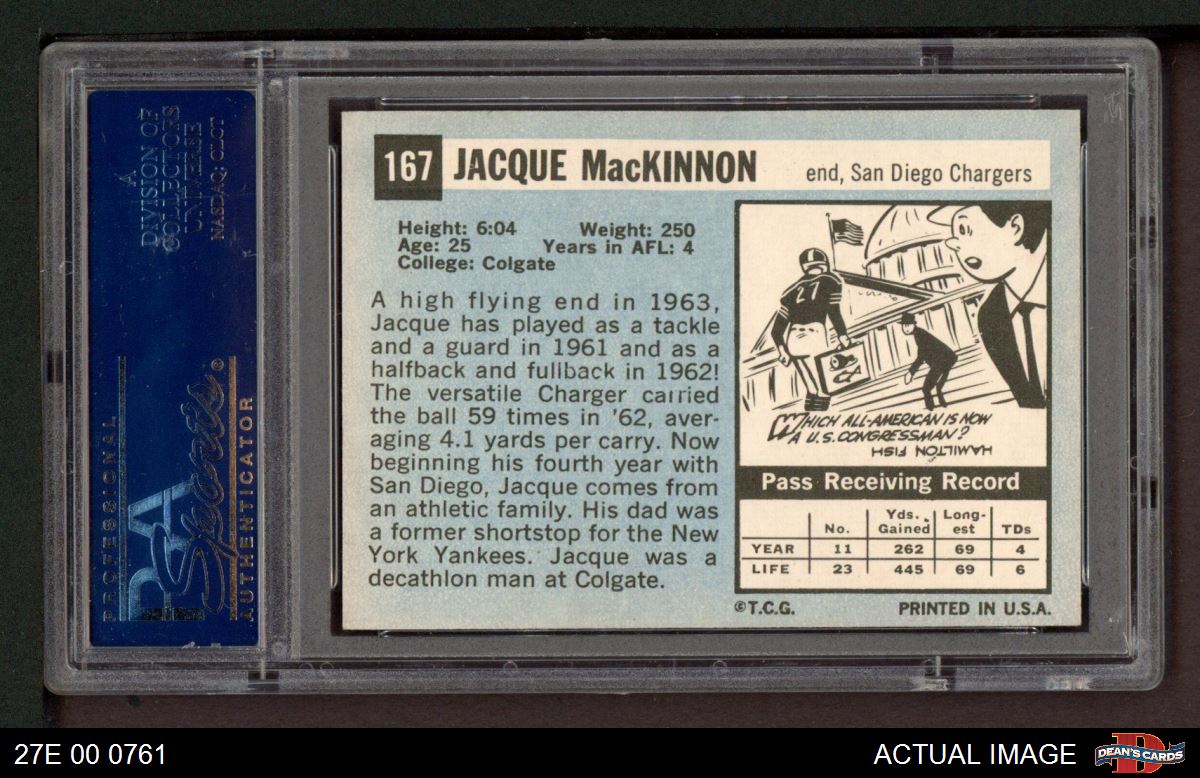 A
DIVISION OF
COLLECTORS
UNIVERSE
NASDAQ: CLCT
PROFESSIONAL
PSA
Sports ®
AUTHENTICATOR
167
JACQUE MacKINNON
end, San Diego Chargers
Height: 6:04 Weight: 250
Age: 25 Years in AFL: 4
College: Colgate
A high flying end in 1963,
Jacque has played as a tackle
and a guard in 1961 and as a
halfback and fullback in 1962!
The versatile Charger carried
the ball 59 times in '62, aver-
aging 4.1 yards per carry. Now
beginning his fourth year with
San Diego, Jacque comes from
an athletic family. His dad was
a former shortstop for the New
York Yankees. Jacque was a
decathlon man at Colgate.
27
WHICH ALL-AMERICAN IS NOW
A U.S. CONGRESSMAN?
HAMILTON FISH
Pass Receiving Record
No. Yds. Gained Long-est TDs
YEAR 11 262 69 4
LIFE 23 445 69 6
©T.C.G. PRINTED IN U.S.A.
27E 00 0761
ACTUAL IMAGE
D
DEAN'S CARDS